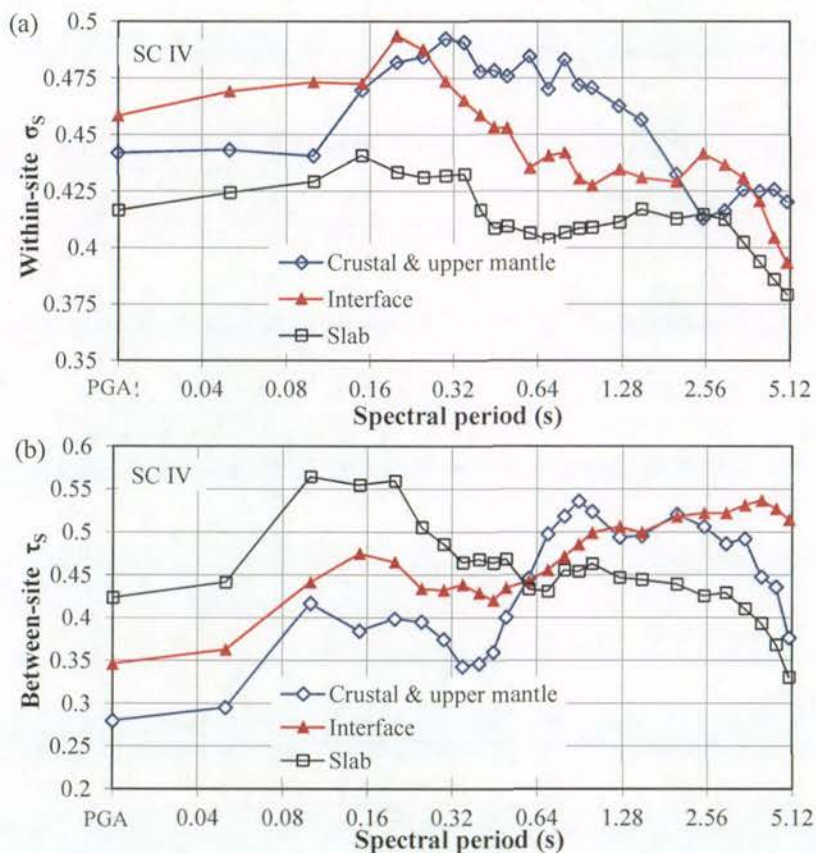 (a)
SC IV
0.5
0.475
0.45
0.425
0.4
0.375
0.35
Within-site σS
Crustal & upper mantle
Interface
Slab
PGA! 0.04 0.08 0.16 0.32 0.64 1.28 2.56 5.12
Spectral period (s)
(b)
SC IV
0.6
0.55
0.5
0.45
0.4
0.35
0.3
0.25
0.2
Between-site τS
Crustal & upper mantle
Interface
Slab
PGA 0.04 0.08 0.16 0.32 0.64 1.28 2.56 5.12
Spectral period (s)